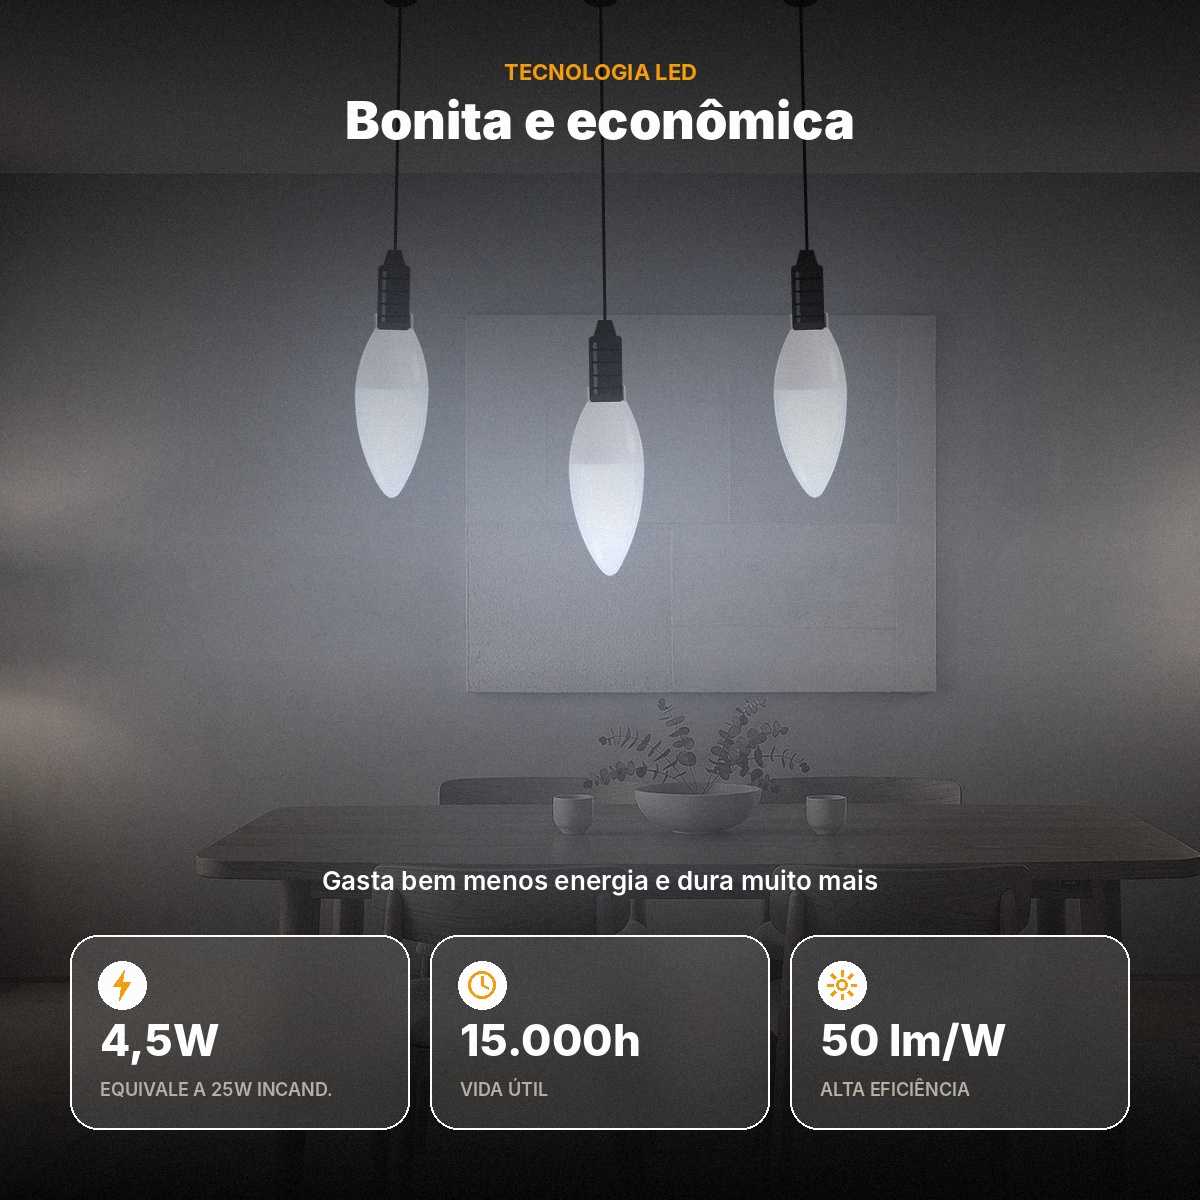 TECNOLOGIA LED
Bonita e econômica
Gasta bem menos energia e dura muito mais
4,5W
EQUIVALE A 25W INCAND.
15.000h
VIDA ÚTIL
50 lm/W
ALTA EFICIÊNCIA